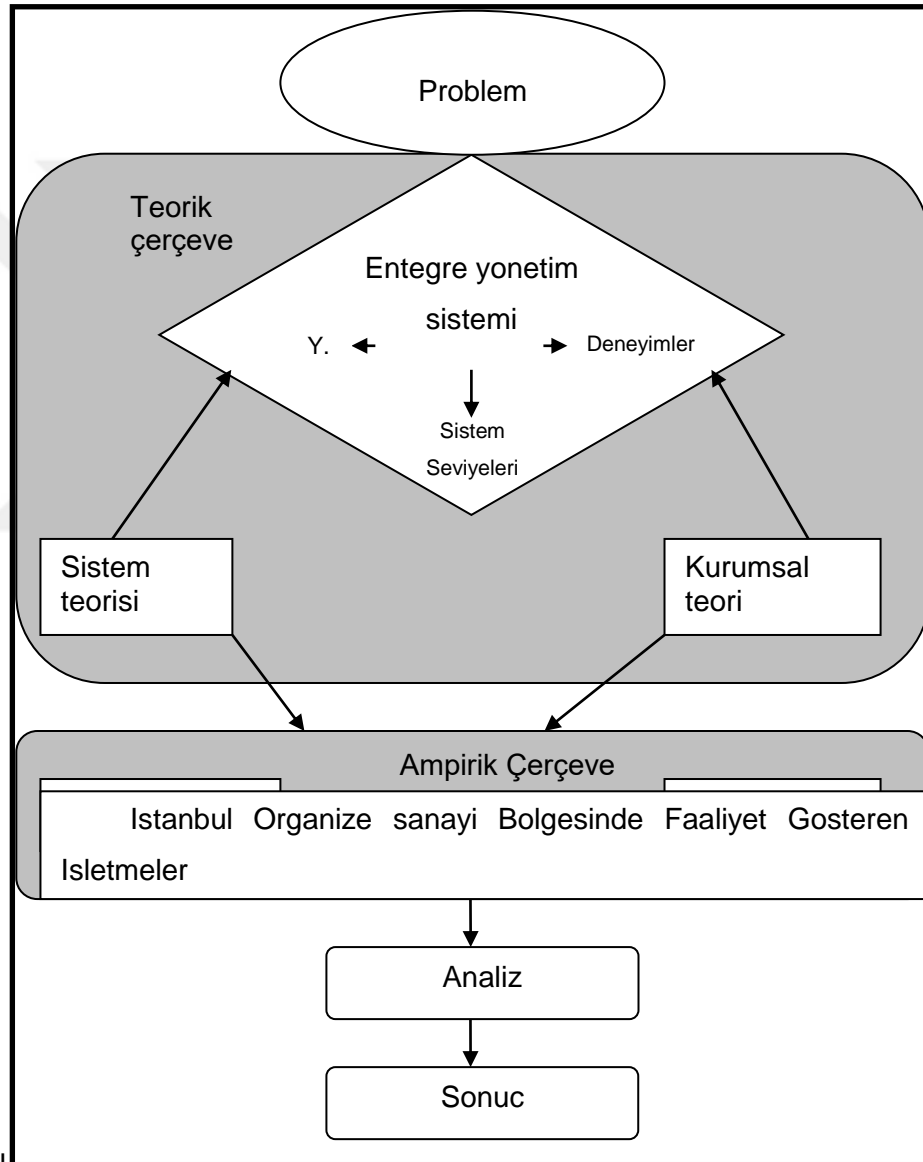 Problem
Teorik
çerçeve
Entegre yonetim
sistemi
Y.
Deneyimler
Sistem
Seviyeleri
Sistem
teorisi
Kurumsal
teori
Ampirik Çerçeve
Istanbul Organize sanayi Bolgesinde Faaliyet Gosteren
Isletmeler
Analiz
Sonuc